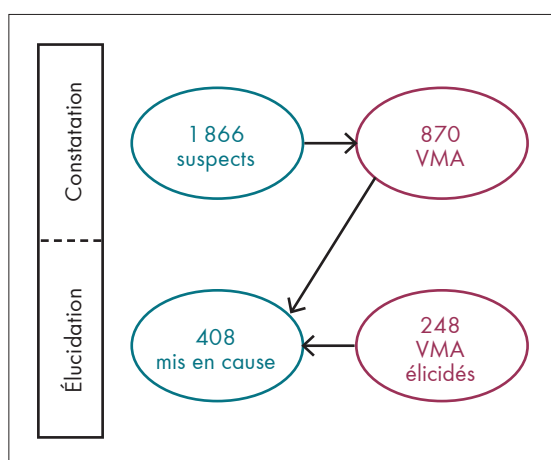 Constatation
1 866
suspects
870
VMA
Élucidation
408
mis en cause
248
VMA
élicidés